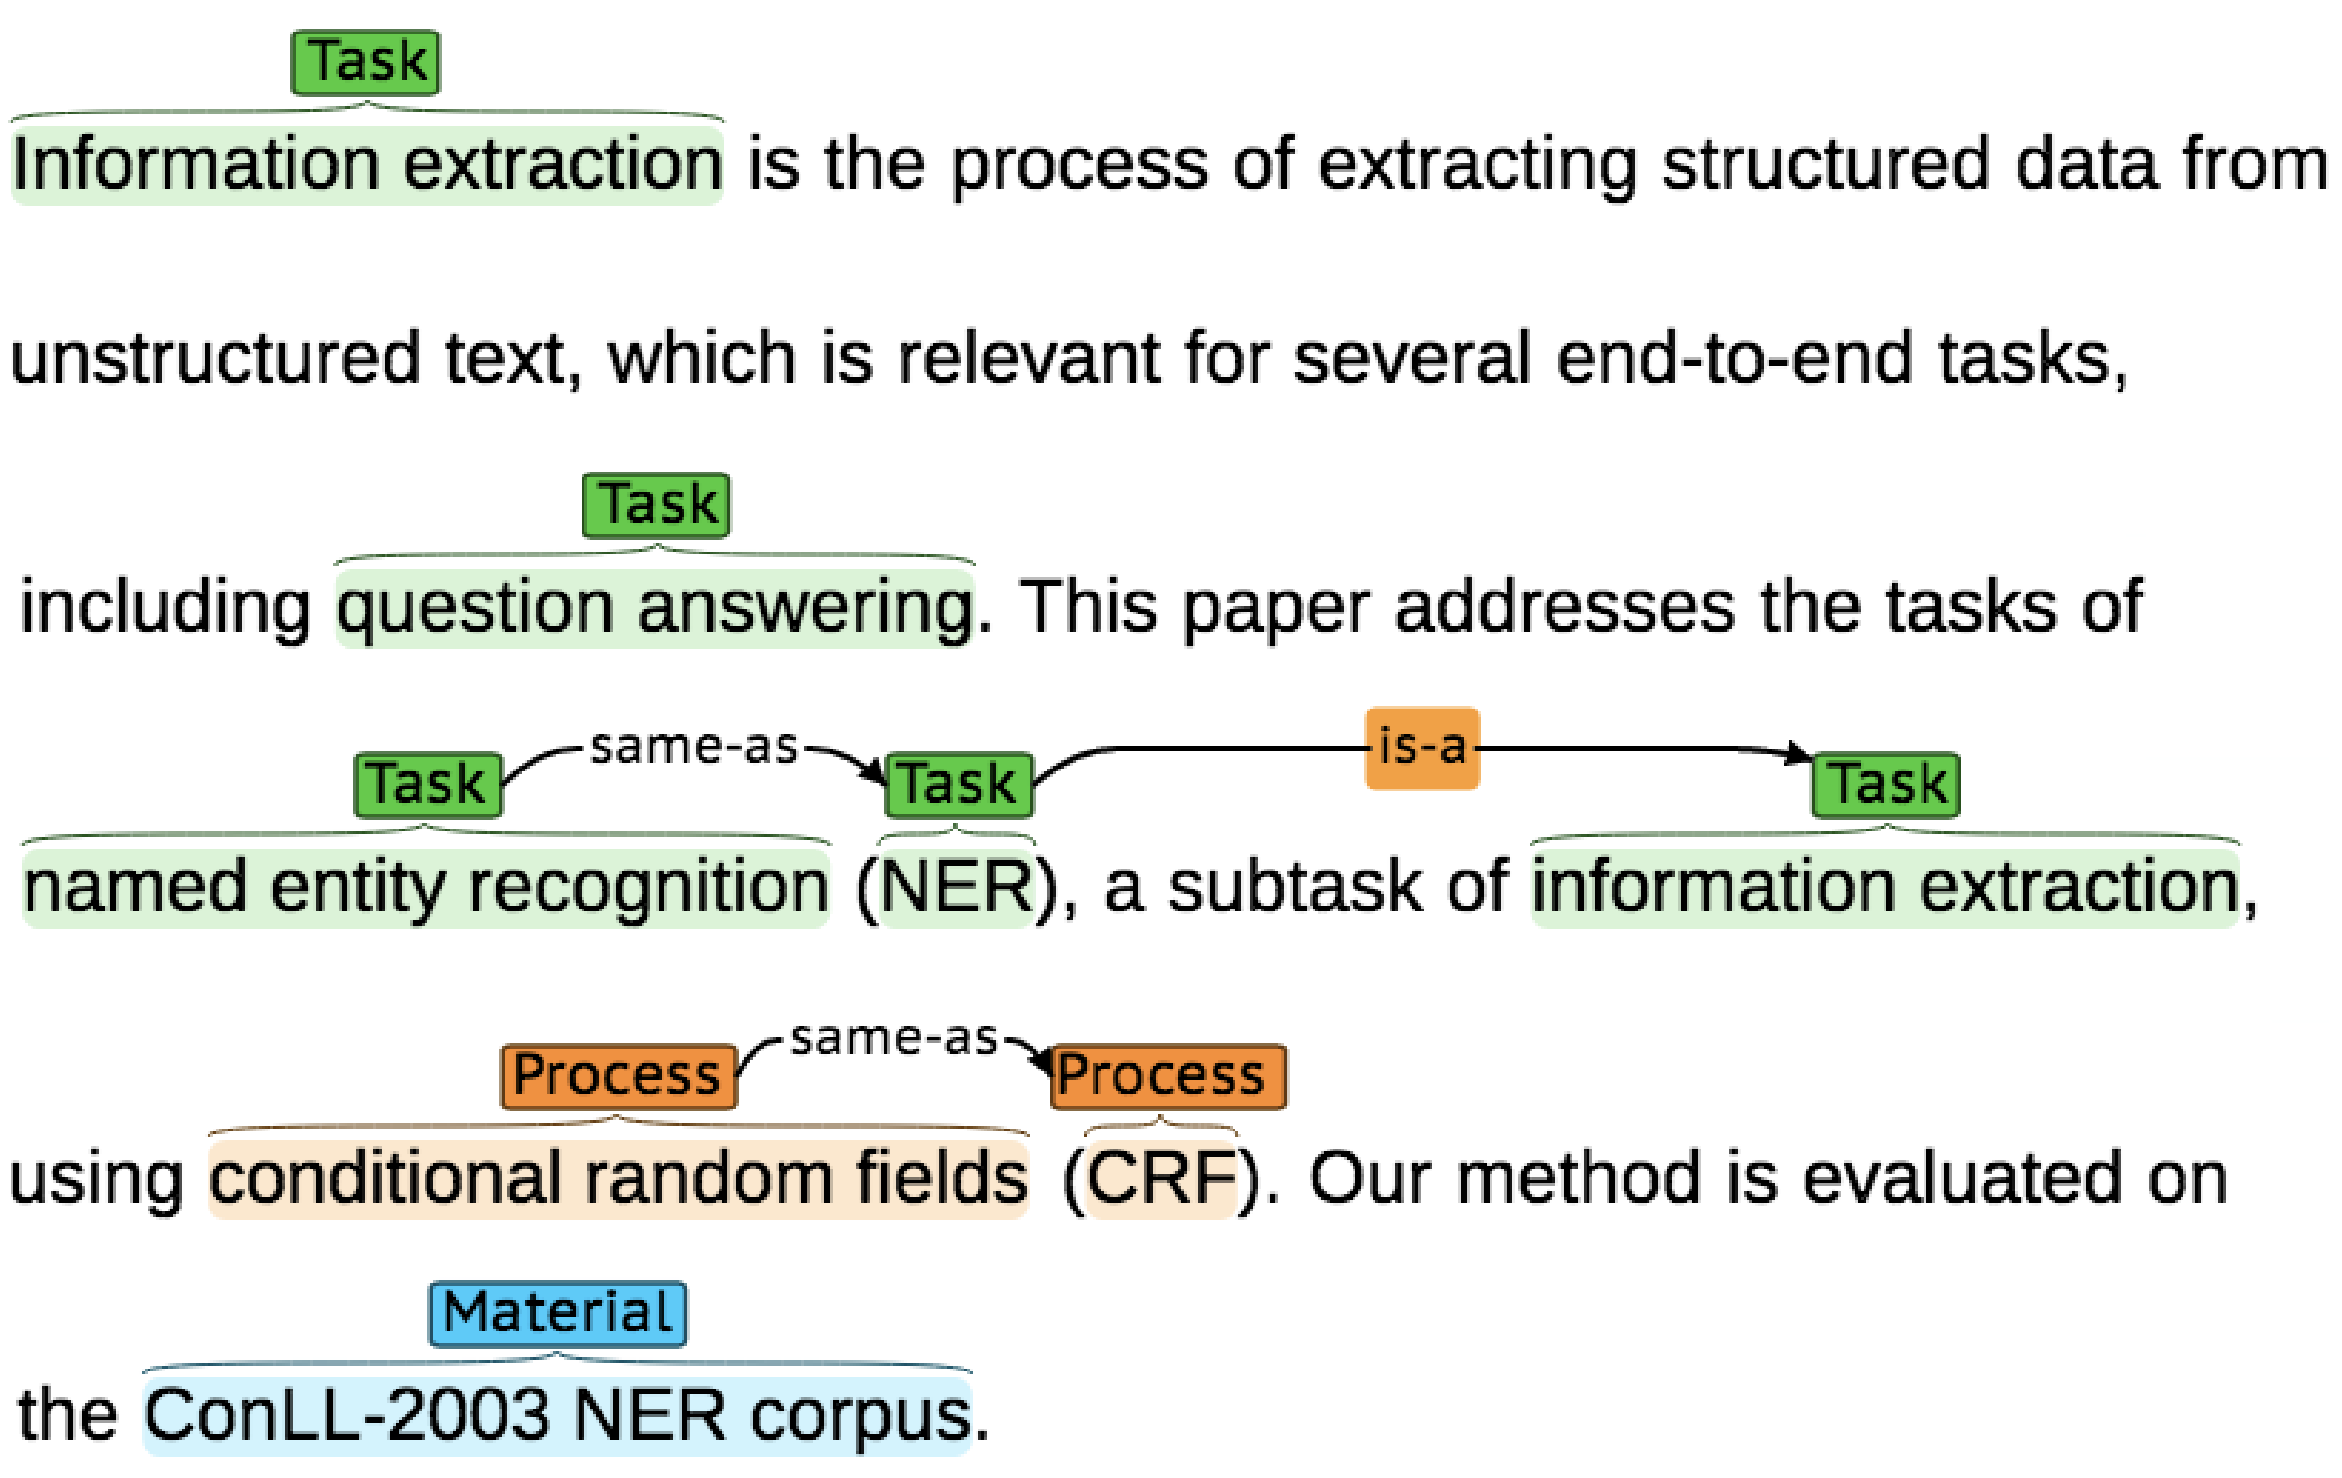 Task
Information extraction is the process of extracting structured data from
unstructured text, which is relevant for several end-to-end tasks,
Task
including question answering. This paper addresses the tasks of
Task same-as Task is-a Task
named entity recognition (NER), a subtask of information extraction,
Process same-as Process
using conditional random fields (CRF). Our method is evaluated on
Material
the ConLL-2003 NER corpus.